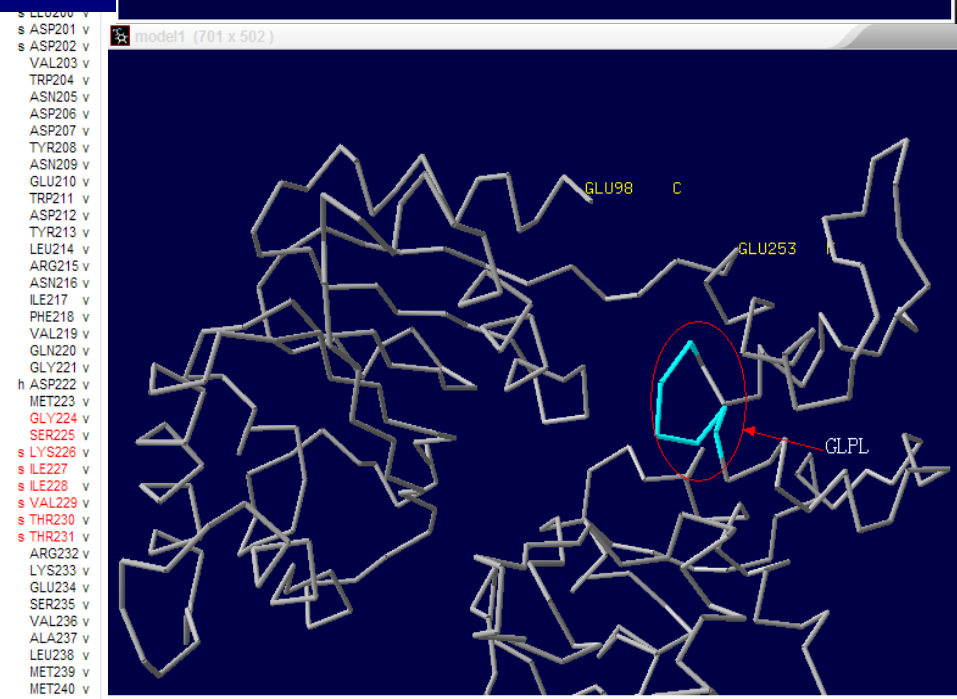 s LEU200 v
s ASP201 v
s ASP202 v
VAL203 v
TRP204 v
ASN205 v
ASP206 v
ASP207 v
TYR208 v
ASN209 v
GLU210 v
TRP211 v
ASP212 v
TYR213 v
LEU214 v
ARG215 v
ASN216 v
ILE217 v
PHE218 v
VAL219 v
GLN220 v
GLY221 v
h ASP222 v
MET223 v
GLY224 v
SER225 v
s LYS226 v
s ILE227 v
s ILE228 v
s VAL229 v
s THR230 v
s THR231 v
ARG232 v
LYS233 v
GLU234 v
SER235 v
VAL236 v
ALA237 v
LEU238 v
MET239 v
MET240 v
model1 (701 x 502 )
GLU98 C
GLU253
GLPL